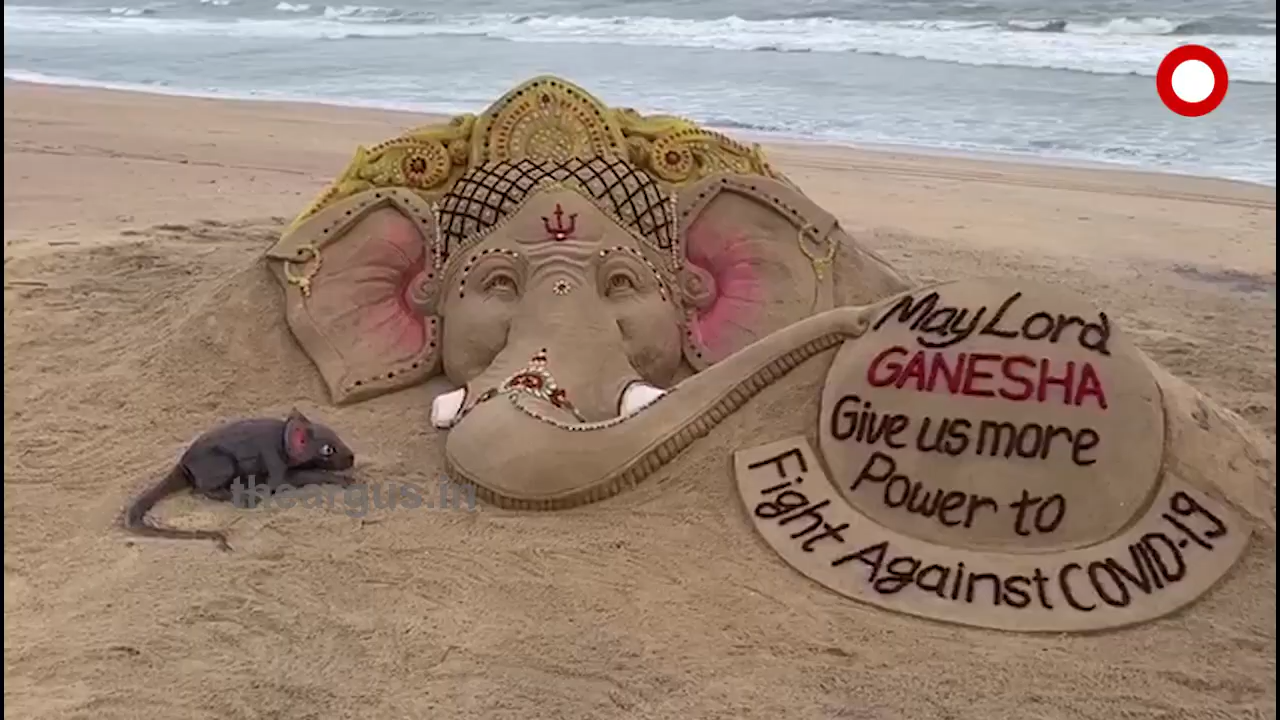 May Lord
GANESHA
Give us more
Power to
Fight Against COVID-19
theargus.in